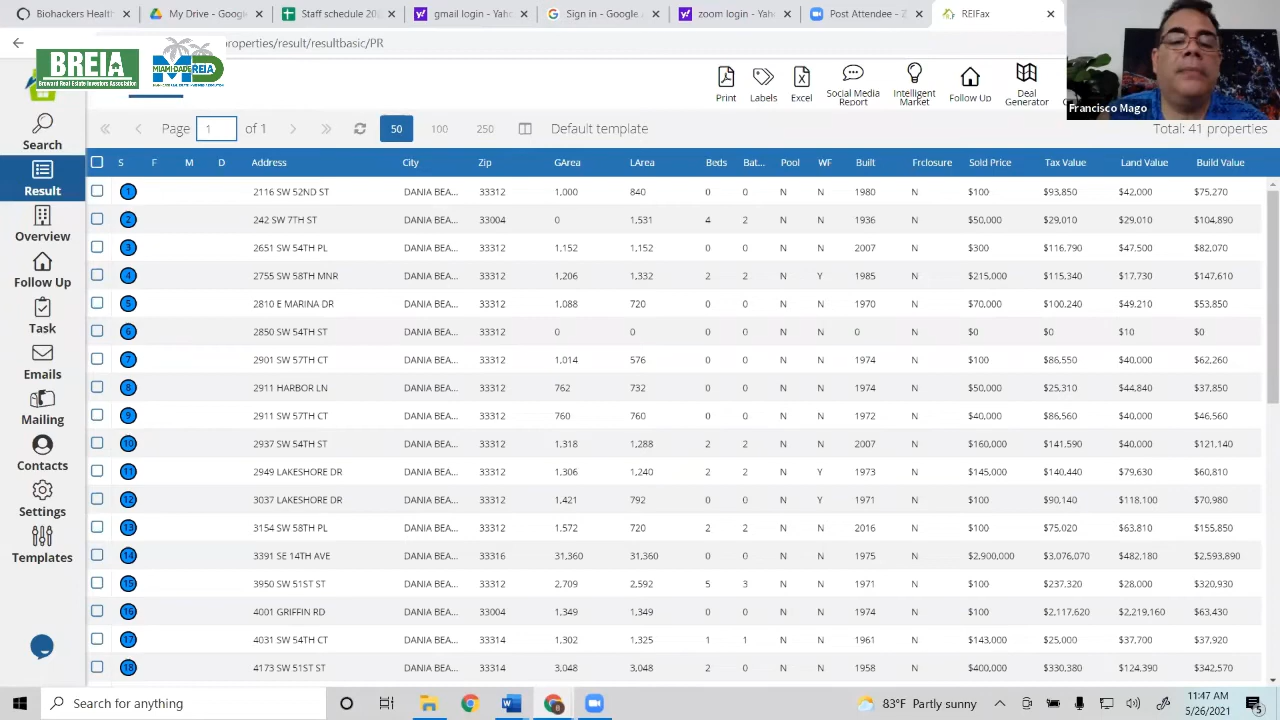 Biohackers Health
My Drive - Google
Staff schedule 20
gmail login - Yaho
Sign in - Google
zoom login - Yaho
Postendee - Z
REIFax
properties/result/resultbasic/PR
BREIA
Broward Real Estate Investors Association
MIAMI-DADE REIA
Print
Labels
Excel
Social Media Report
Intelligent Market
Follow Up
Deal Generator
Francisco Mago
Search
Result
Overview
Follow Up
Task
Emails
Mailing
Contacts
Settings
Templates
Page 1 of 1 50 100 250 Default template Total: 41 properties
S F M D Address City Zip GArea LArea Beds Bat... Pool WF Built Frclosure Sold Price Tax Value Land Value Build Value
1 2116 SW 52ND ST DANIA BEA... 33312 1,000 840 0 0 N N 1980 N $100 $93,850 $42,000 $75,270
2 242 SW 7TH ST DANIA BEA... 33004 0 1,531 4 2 N N 1936 N $50,000 $29,010 $29,010 $104,890
3 2651 SW 54TH PL DANIA BEA... 33312 1,152 1,152 0 0 N N 2007 N $300 $116,790 $47,500 $82,070
4 2755 SW 58TH MNR DANIA BEA... 33312 1,206 1,332 2 2 N Y 1985 N $215,000 $115,340 $17,730 $147,610
5 2810 E MARINA DR DANIA BEA... 33312 1,088 720 0 0 N N 1970 N $70,000 $100,240 $49,210 $53,850
6 2850 SW 54TH ST DANIA BEA... 33312 0 0 0 0 N N 0 N $0 $0 $10 $0
7 2901 SW 57TH CT DANIA BEA... 33312 1,014 576 0 0 N N 1974 N $100 $86,550 $40,000 $62,260
8 2911 HARBOR LN DANIA BEA... 33312 762 732 0 0 N N 1974 N $50,000 $25,310 $44,840 $37,850
9 2911 SW 57TH CT DANIA BEA... 33312 760 760 0 0 N N 1972 N $40,000 $86,560 $40,000 $46,560
10 2937 SW 54TH ST DANIA BEA... 33312 1,318 1,288 2 2 N N 2007 N $160,000 $141,590 $40,000 $121,140
11 2949 LAKESHORE DR DANIA BEA... 33312 1,306 1,240 2 2 N Y 1973 N $145,000 $140,440 $79,630 $60,810
12 3037 LAKESHORE DR DANIA BEA... 33312 1,421 792 0 0 N N 1971 N $100 $90,140 $118,100 $70,980
13 3154 SW 58TH PL DANIA BEA... 33312 1,572 720 2 2 N N 2016 N $100 $75,020 $63,810 $155,850
14 3391 SE 14TH AVE DANIA BEA... 33316 31,360 31,360 0 0 N N 1975 N $2,900,000 $3,076,070 $482,180 $2,593,890
15 3950 SW 51ST ST DANIA BEA... 33312 2,709 2,592 5 3 N N 1971 N $100 $237,320 $28,000 $320,930
16 4001 GRIFFIN RD DANIA BEA... 33004 1,349 1,349 0 0 N N 1974 N $100 $2,117,620 $2,219,160 $63,430
17 4031 SW 54TH CT DANIA BEA... 33314 1,302 1,325 1 1 N N 1961 N $143,000 $25,000 $37,700 $37,920
18 4173 SW 51ST ST DANIA BEA... 33314 3,048 3,048 2 0 N N 1958 N $400,000 $330,380 $124,390 $342,570
Search for anything
83°F Partly sunny
11:47 AM
5/26/2021
5